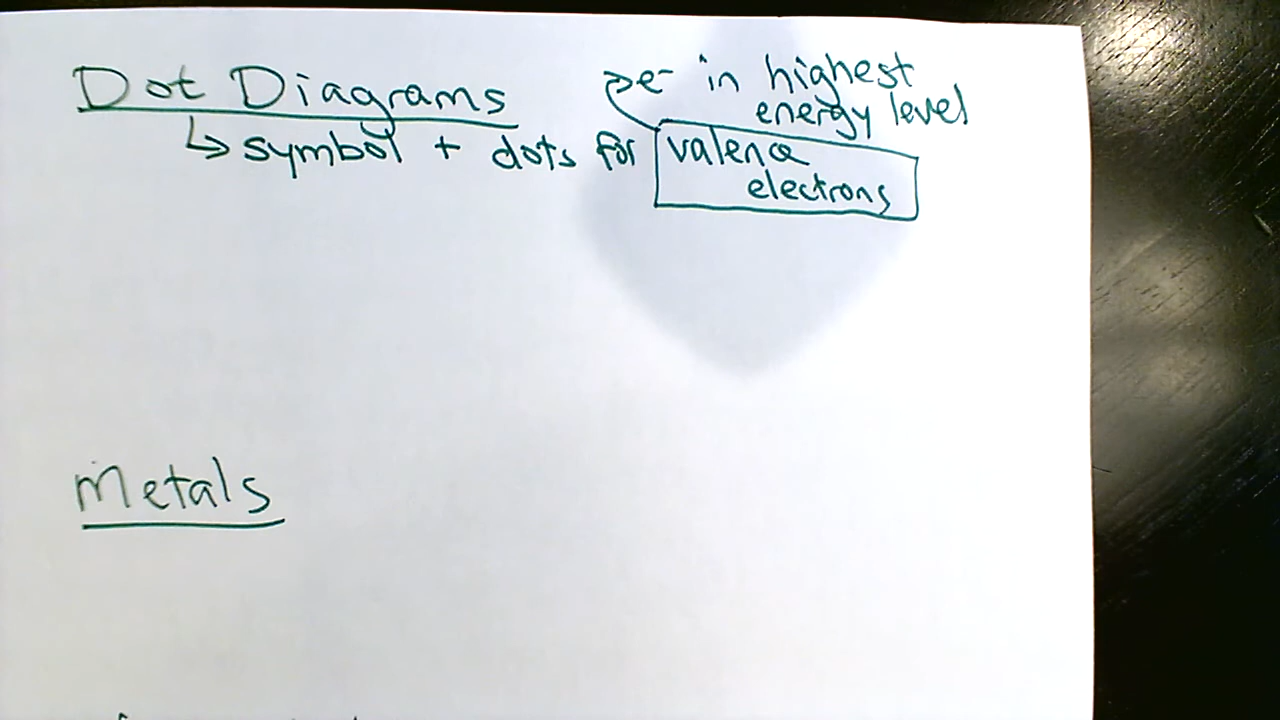 Dot Diagrams
e- in highest
energy level
↳ symbol + dots for valence
electrons
Metals